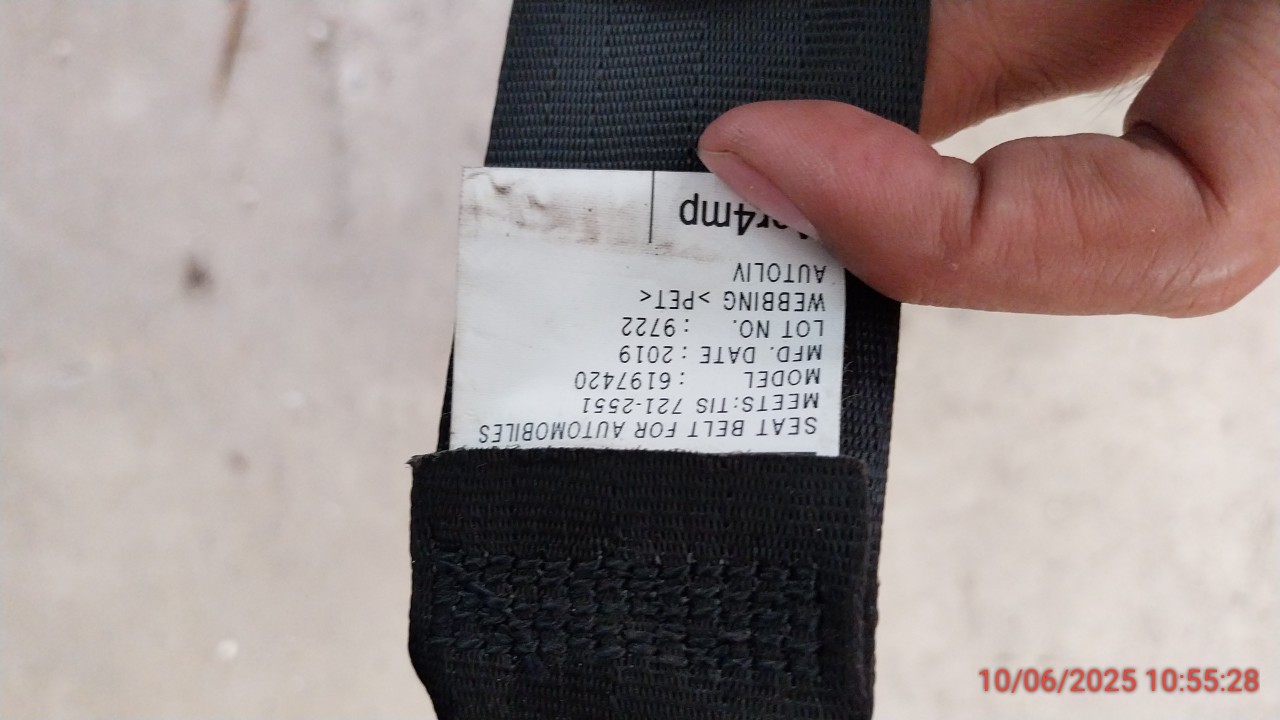 SEAT BELT FOR AUTOMOBILES
MEETS:TIS 721-2551
MODEL : 6197420
MFD. DATE : 2019
LOT NO. : 9722
WEBBING >PET<
AUTOLIV
10/06/2025 10:55:28